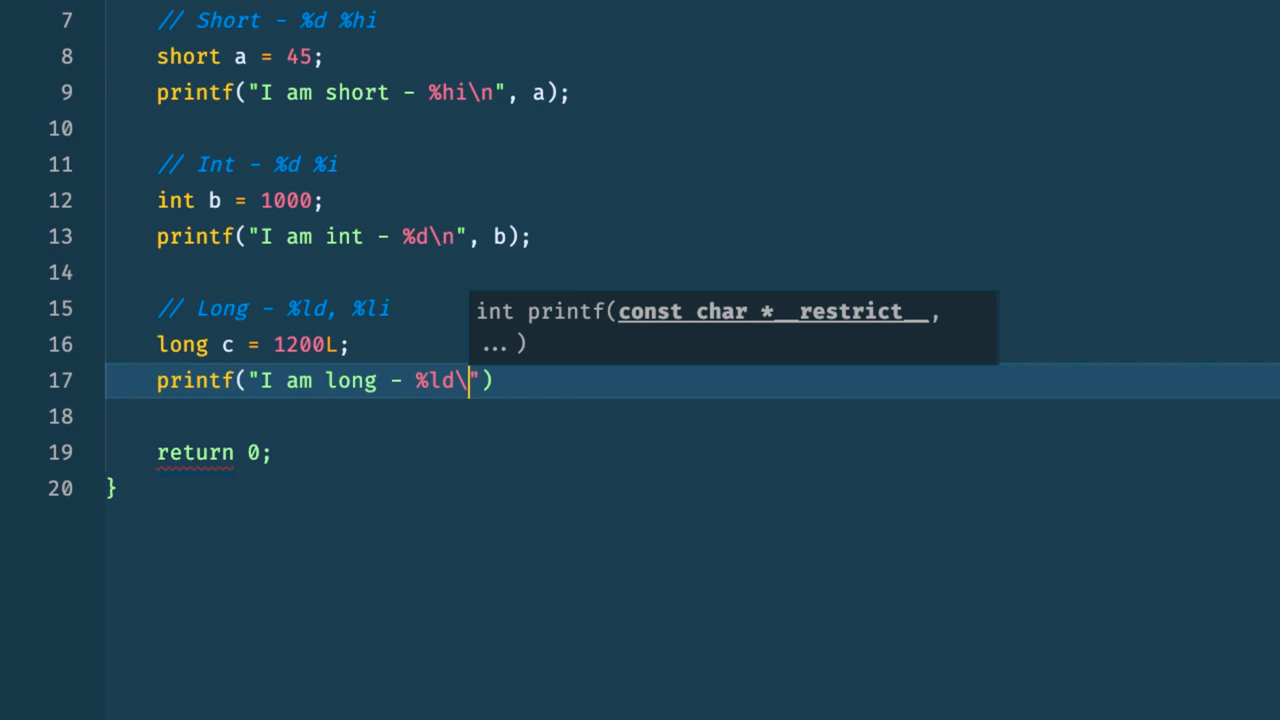 7 // Short - %d %hi
8 short a = 45;
9 printf("I am short - %hi\n", a);
10
11 // Int - %d %i
12 int b = 1000;
13 printf("I am int - %d\n", b);
14
15 // Long - %ld, %li
int printf(const char *__restrict__,
...)
16 long c = 1200L;
17 printf("I am long - %ld\")
18
19 return 0;
20 }